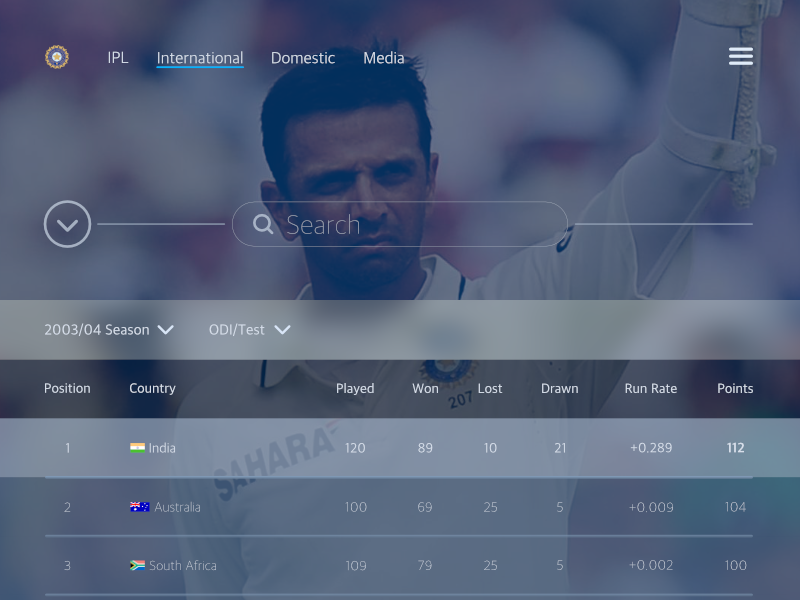 IPL International Domestic Media
Search
2003/04 Season ODI/Test
Position Country Played Won Lost Drawn Run Rate Points
207
SAHARA
1 India 120 89 10 21 +0.289 112
2 Australia 100 69 25 5 +0.009 104
3 South Africa 109 79 25 5 +0.002 100